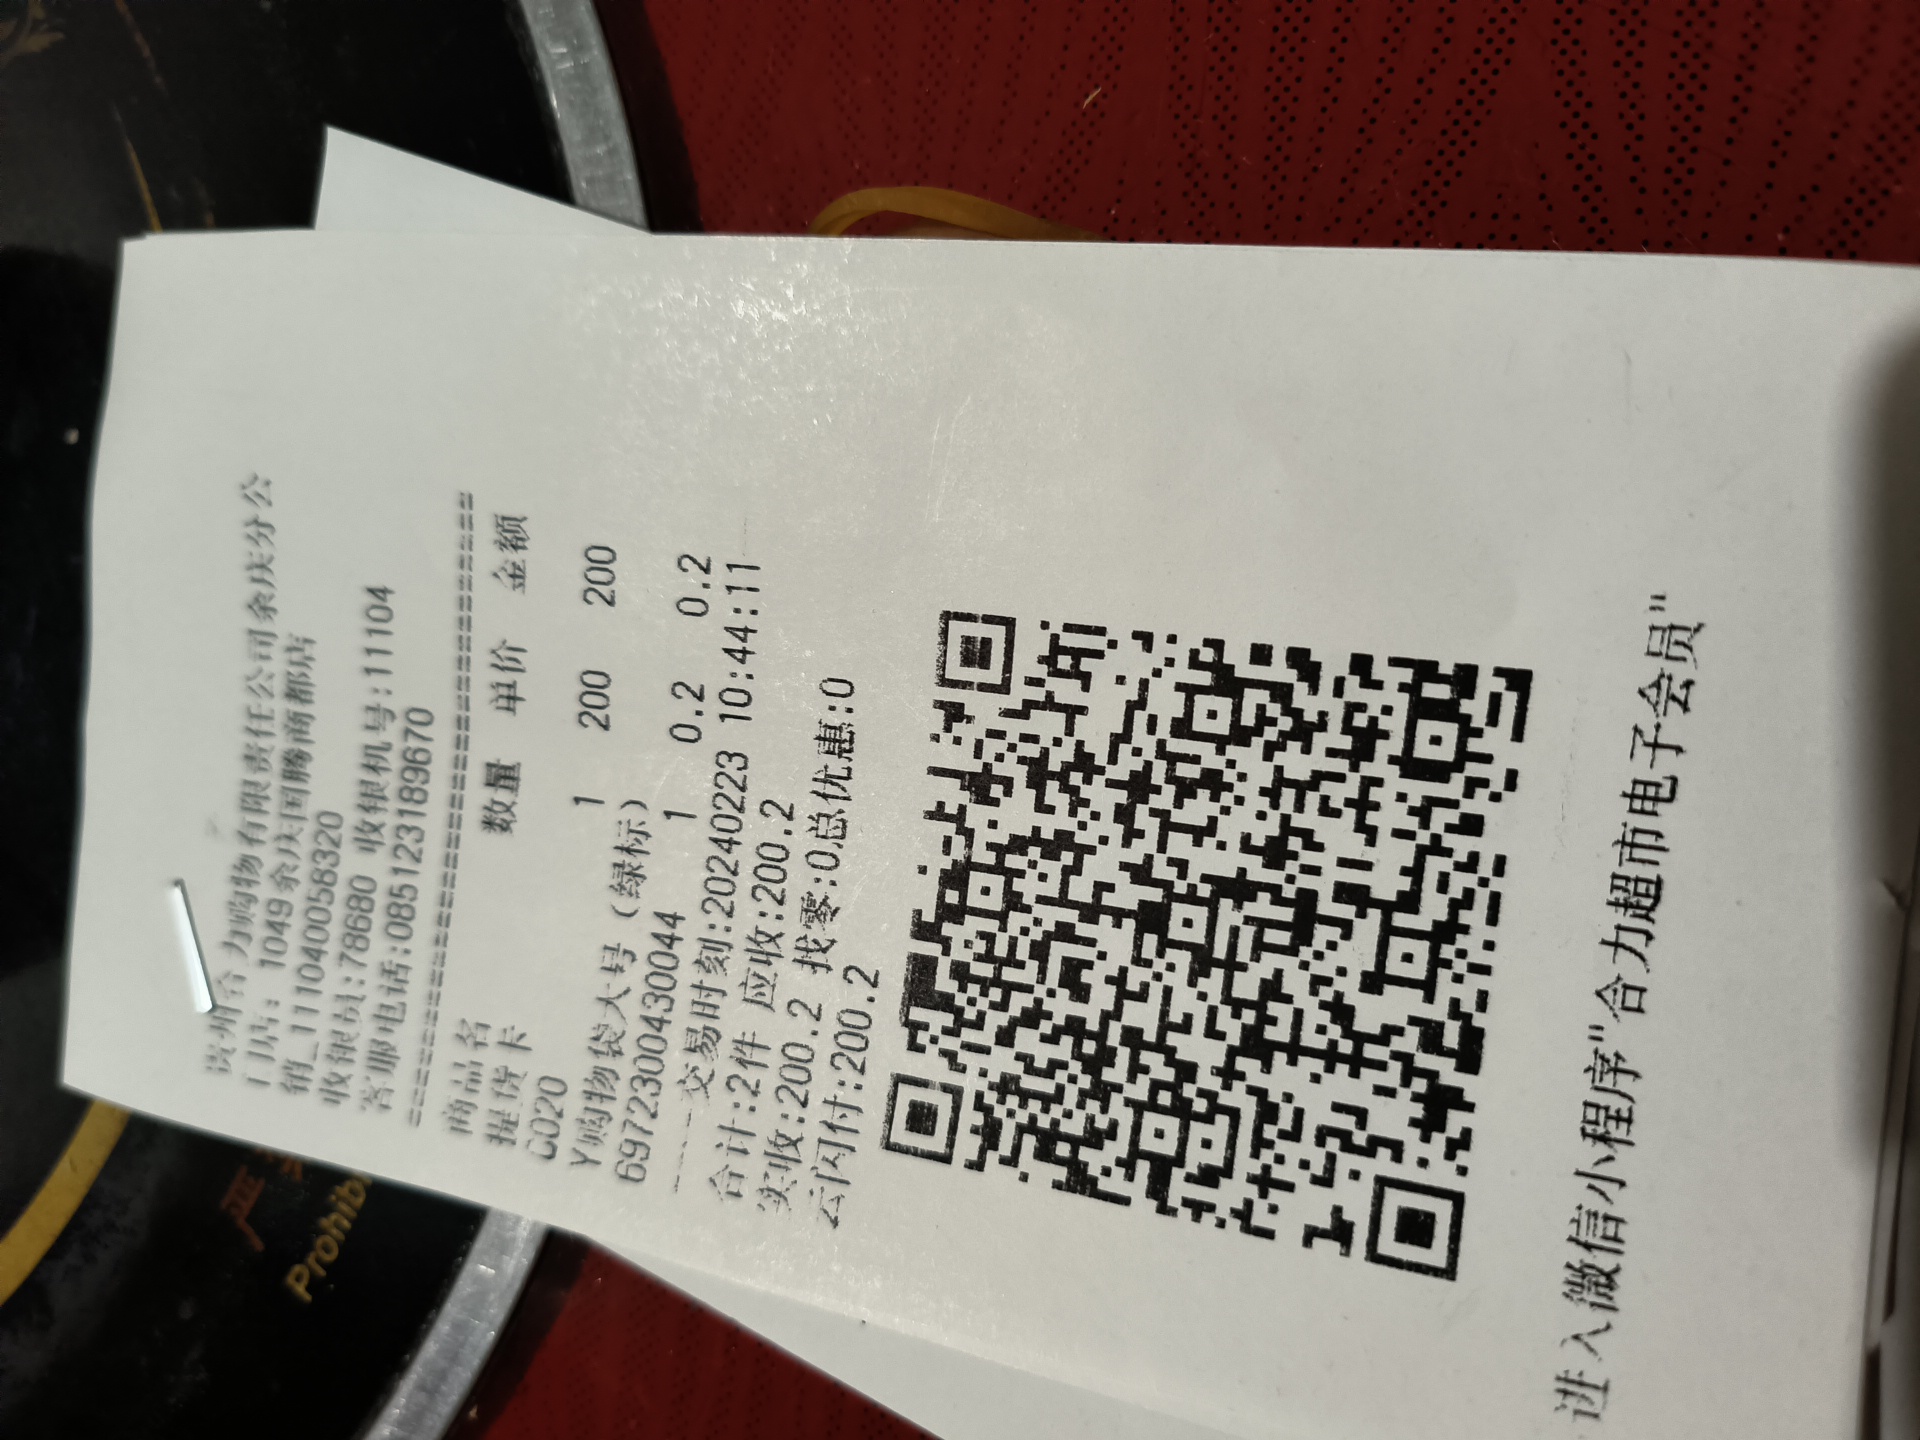 贵州合力购物有限责任公司余庆分公
门店: 1049余庆国腾商都店
销_1110400583​20
收银员:78680 收银机号:11104
客服电话:085123189670
==============================
商品名 数量 单价 金额
提货卡 1 200 200
C020
Y购物袋大号（绿标）
6972300430044 1 0.2 0.2
----交易时刻:20240223 10:44:11
合计:2件 应收:200.2
实收:200.2 找零:0总优惠:0
云闪付:200.2
进入微信小程序"合力超市电子会员"
严
Prohibi